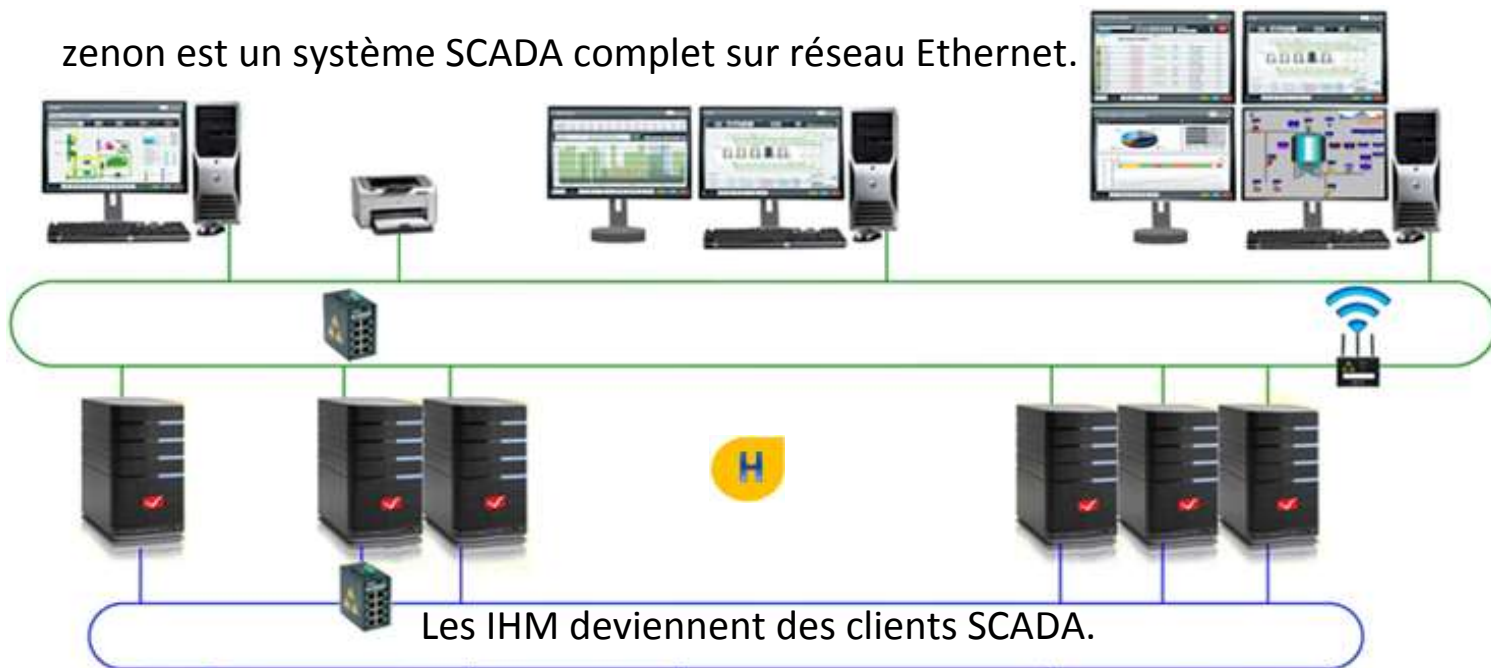 zenon est un système SCADA complet sur réseau Ethernet.
H
Les IHM deviennent des clients SCADA.